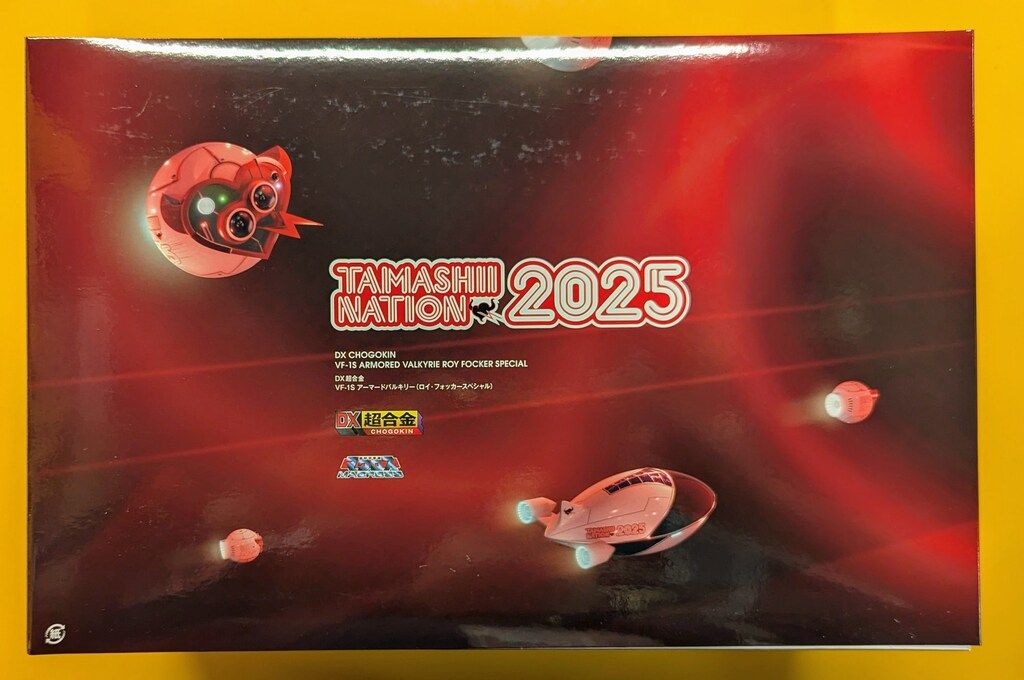 TAMASHII
NATION 2025
DX CHOGOKIN
VF-1S ARMORED VALKYRIE ROY FOCKER SPECIAL
DX超合金
VF-1S アーマードバルキリー（ロイ・フォッカースペシャル）
DX超合金
CHOGOKIN
MACROSS
TAMASHII
NATION 2025
紙